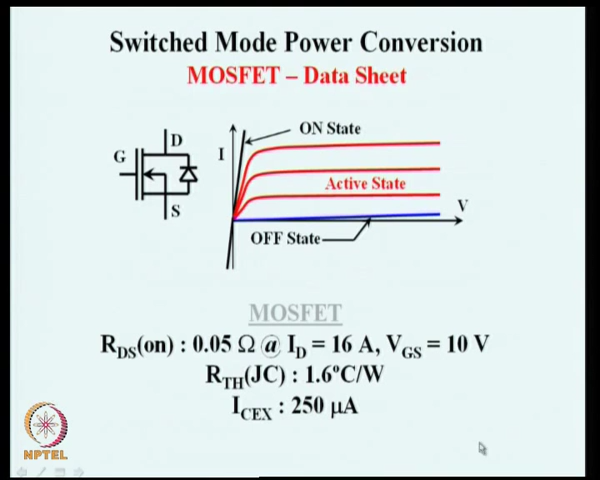 Switched Mode Power Conversion
MOSFET – Data Sheet
ON State
D
G
I
Active State
S
V
OFF State
MOSFET
R_DS(on) : 0.05 Ω @ I_D = 16 A, V_GS = 10 V
R_TH(JC) : 1.6°C/W
I_CEX : 250 μA
NPTEL